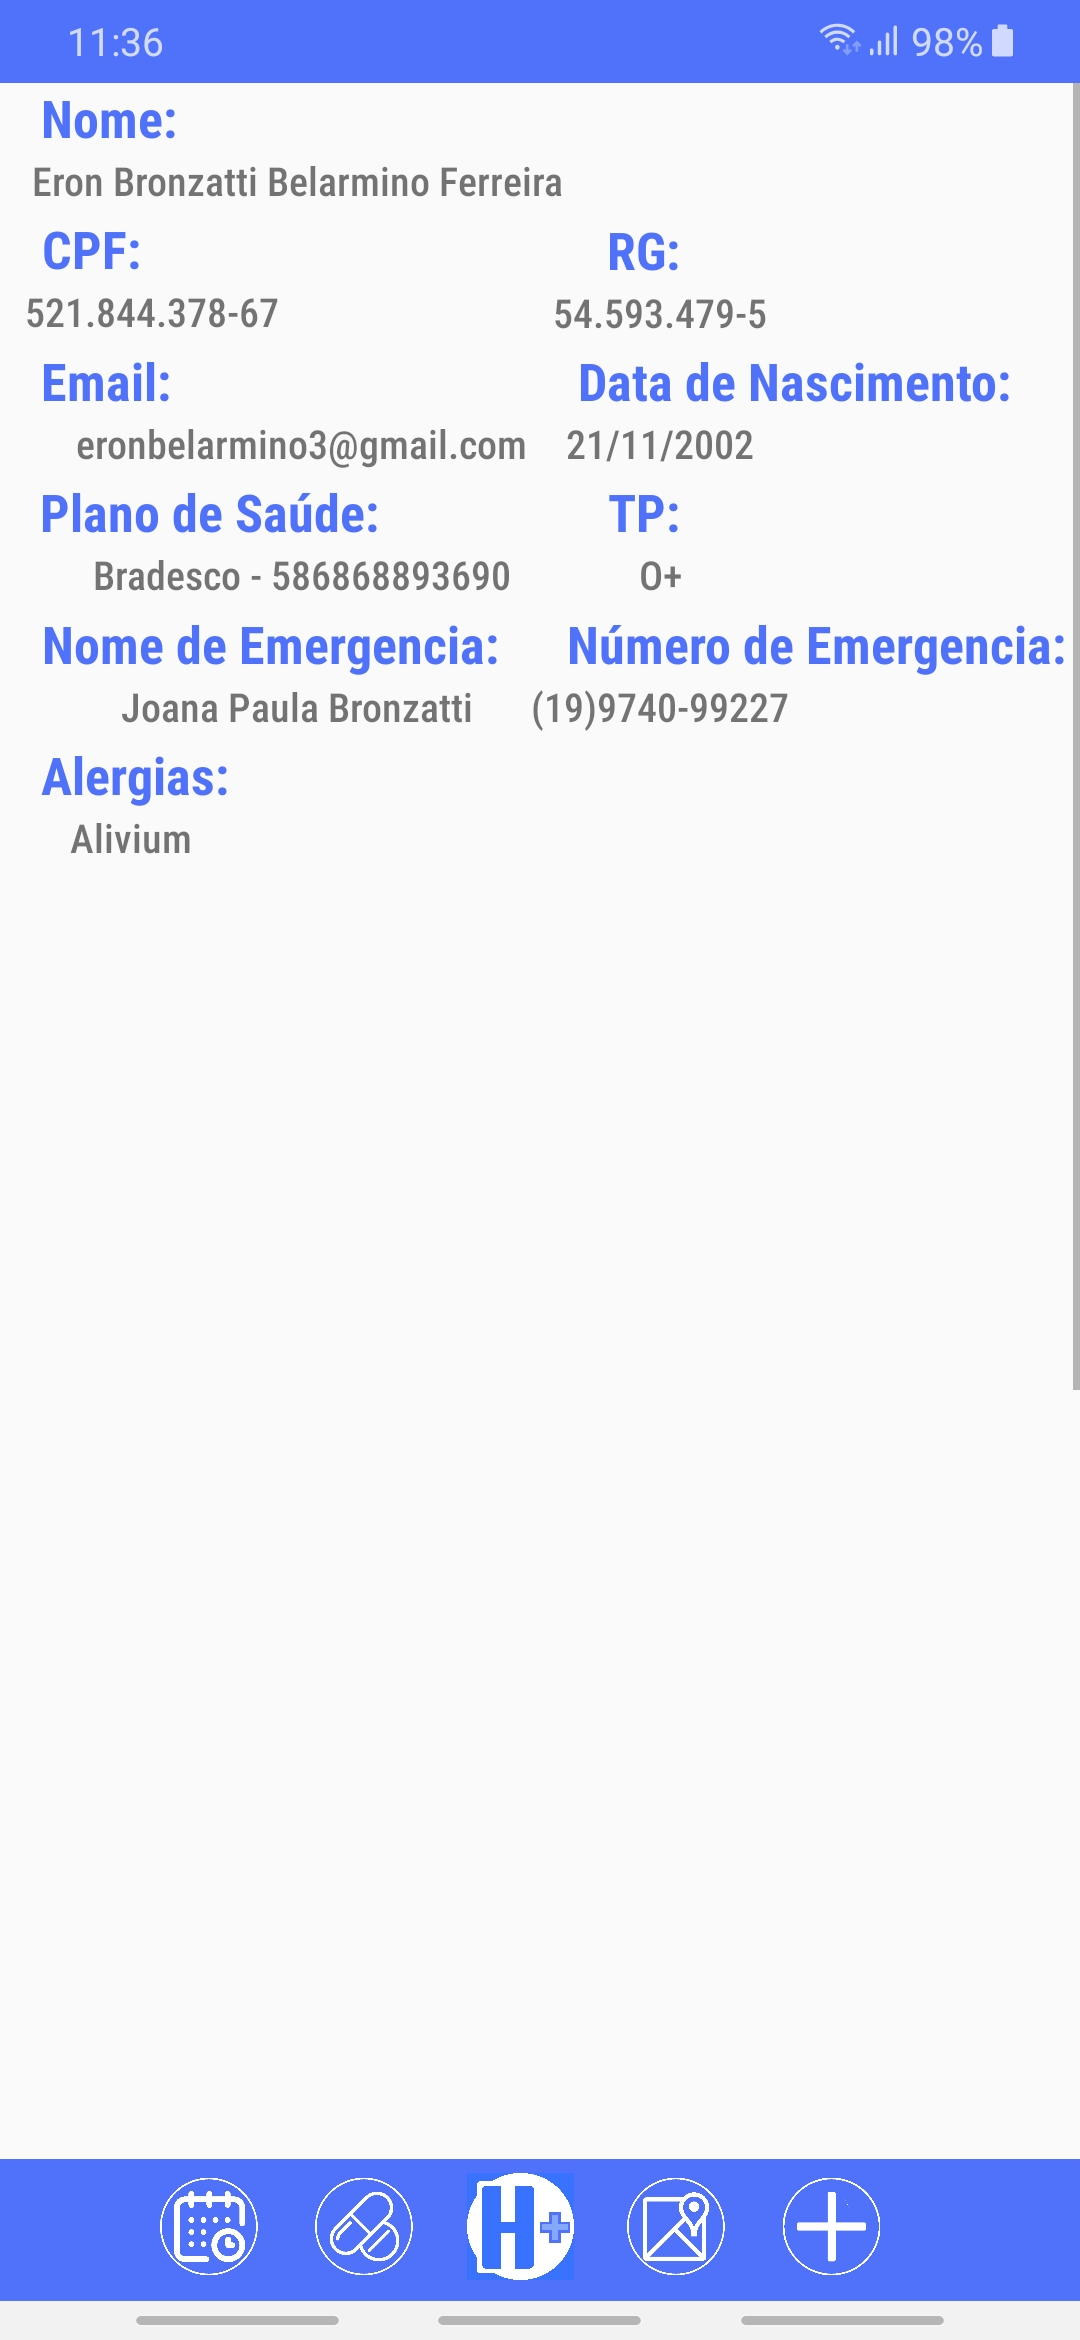 11:36 98%
Nome:
Eron Bronzatti Belarmino Ferreira
CPF: RG:
521.844.378-67 54.593.479-5
Email: Data de Nascimento:
eronbelarmino3@gmail.com 21/11/2002
Plano de Saúde: TP:
Bradesco - 586868893690 O+
Nome de Emergencia: Número de Emergencia:
Joana Paula Bronzatti (19)9740-99227
Alergias:
Alivium
H+